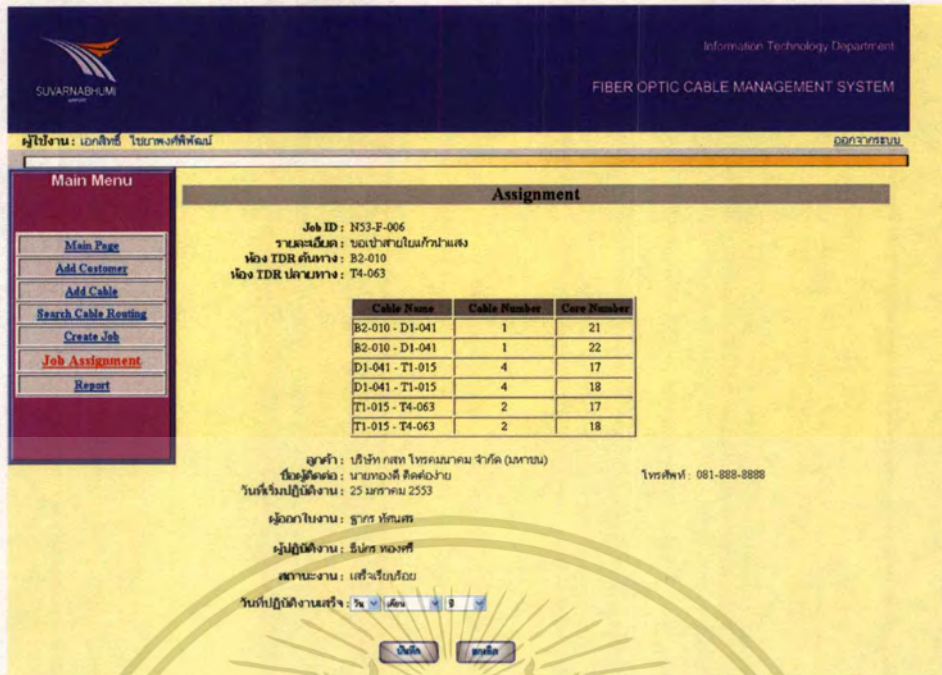 SUVARNABHUMI
AIRPORT
Information Technology Department
FIBER OPTIC CABLE MANAGEMENT SYSTEM
ผู้ใช้งาน : เอกสิทธิ์ ไชยาพงศ์พิพัฒน์
ออกจากระบบ
Main Menu
Main Page
Add Customer
Add Cable
Search Cable Routing
Create Job
Job Assignment
Report
Assignment
Job ID : N53-F-006
รายละเอียด : ขอเช่าสายใยแก้วนำแสง
ห้อง TDR ต้นทาง : B2-010
ห้อง TDR ปลายทาง : T4-063
Cable Name Cable Number Core Number
B2-010 - D1-041 1 21
B2-010 - D1-041 1 22
D1-041 - T1-015 4 17
D1-041 - T1-015 4 18
T1-015 - T4-063 2 17
T1-015 - T4-063 2 18
ลูกค้า : บริษัท กสท โทรคมนาคม จำกัด (มหาชน)
ชื่อผู้ติดต่อ : นายทองดี ติดต่อง่าย โทรศัพท์ : 081-888-8888
วันที่เริ่มปฏิบัติงาน : 25 มกราคม 2553
ผู้ออกใบงาน : ฐากร ทัศนศร
ผู้ปฏิบัติงาน : ธีปกร ทองศรี
สถานะงาน : เสร็จเรียบร้อย
วันที่ปฏิบัติงานเสร็จ : วัน เดือน ปี
บันทึก ยกเลิก